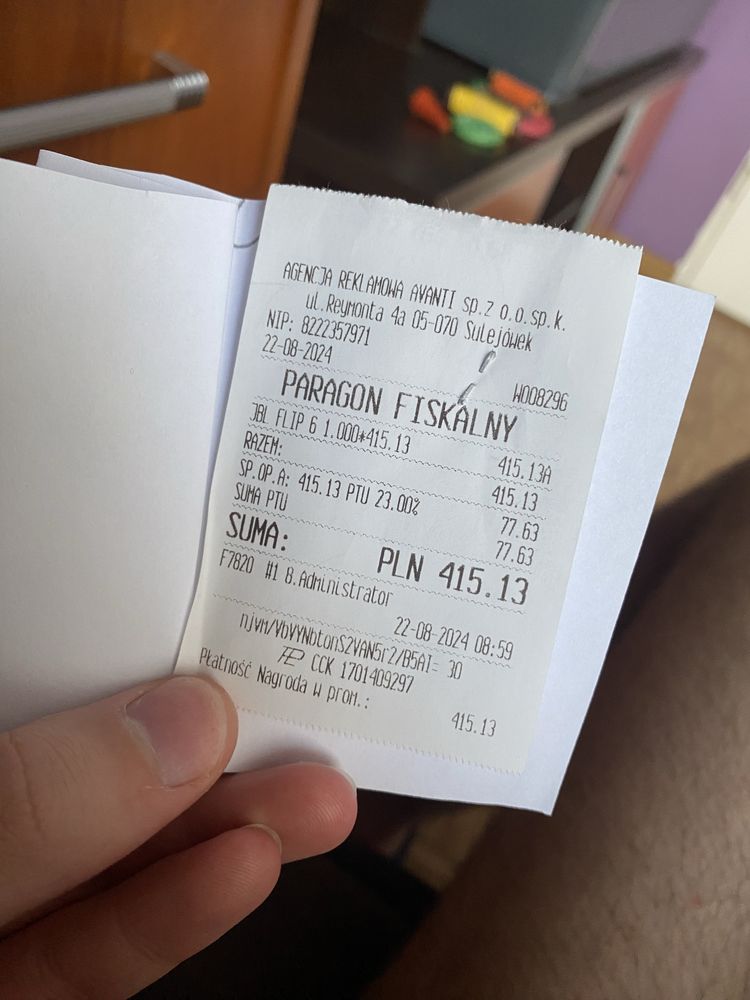 AGENCJA REKLAMOWA AVANTI sp.z o.o.sp.k.
ul.Reymonta 4a 05-070 Sulejówek
NIP: 8222357971
22-08-2024 W008296
PARAGON FISKALNY
JBL FLIP 6 1.000*415.13 415.13A
RAZEM: 415.13
SP.OP.A: 415.13 PTU 23.00% 77.63
SUMA PTU 77.63
SUMA: PLN 415.13
F7820 #1 B.Administrator
22-08-2024 08:59
CCK 1701409297
Płatność Nagroda w prom.: 415.13